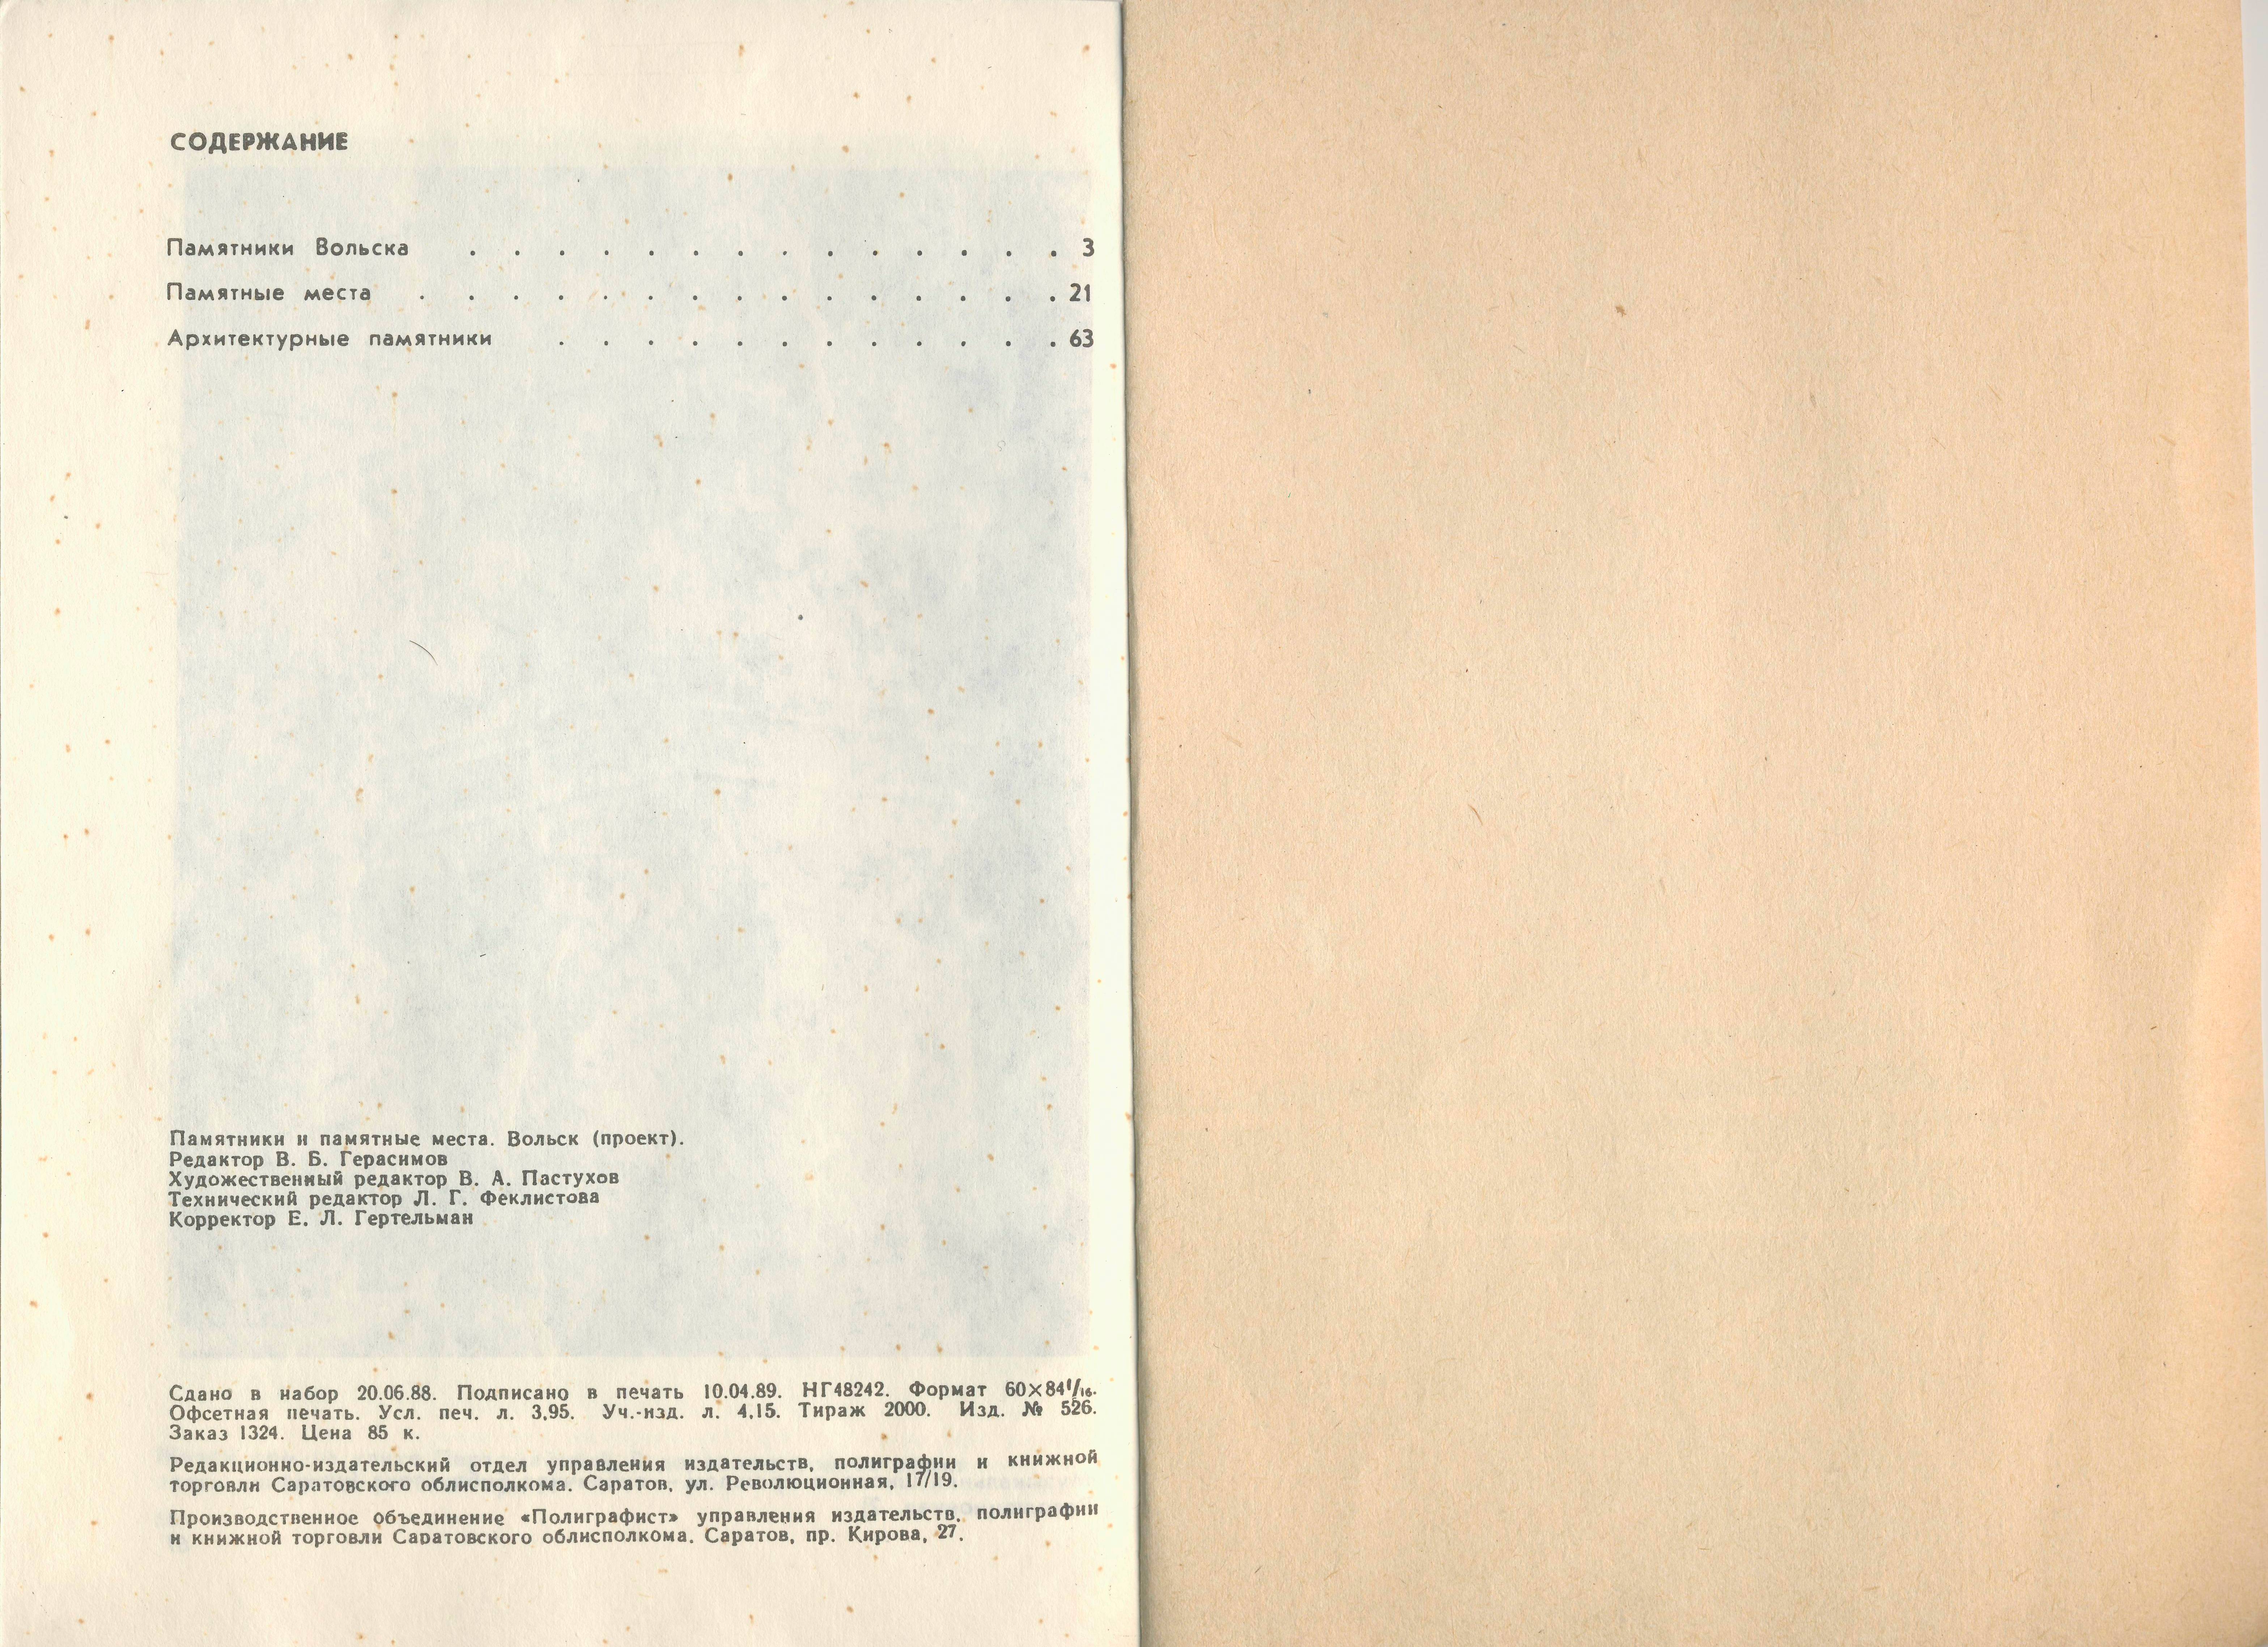 СОДЕРЖАНИЕ
Памятники Вольска . . . . . . . . . . . . . . 3
Памятные места . . . . . . . . . . . . . . . 21
Архитектурные памятники . . . . . . . . . . . . 63
Памятники и памятные места. Вольск (проект).
Редактор В. Б. Герасимов
Художественный редактор В. А. Пастухов
Технический редактор Л. Г. Феклистова
Корректор Е. Л. Гертельман
Сдано в набор 20.06.88. Подписано в печать 10.04.89. НГ48242. Формат 60×84¹/₁₆.
Офсетная печать. Усл. печ. л. 3,95. Уч.-изд. л. 4,15. Тираж 2000. Изд. № 526.
Заказ 1324. Цена 85 к.
Редакционно-издательский отдел управления издательств, полиграфии и книжной
торговли Саратовского облисполкома. Саратов, ул. Революционная, 17/19.
Производственное объединение «Полиграфист» управления издательств, полиграфии
и книжной торговли Саратовского облисполкома. Саратов, пр. Кирова, 27.